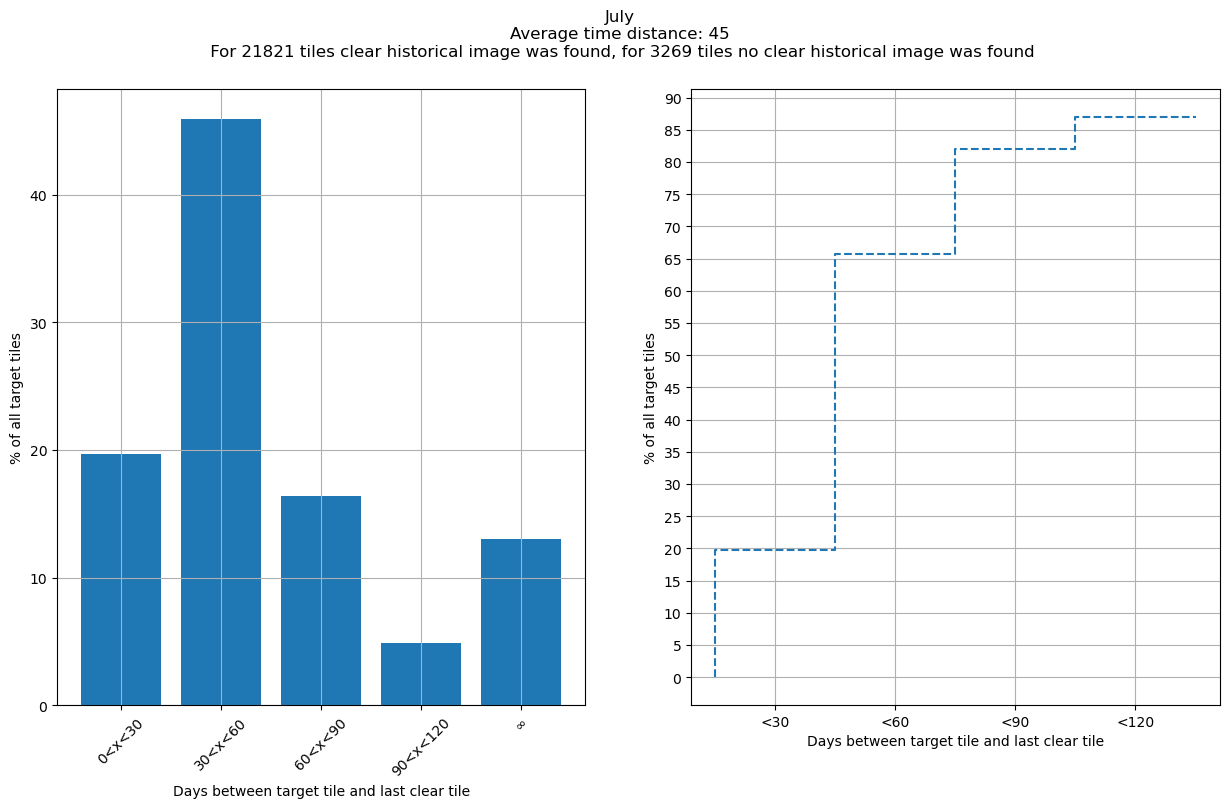 July
Average time distance: 45
For 21821 tiles clear historical image was found, for 3269 tiles no clear historical image was found
% of all target tiles
40
30
20
10
0
0<x<30
30<x<60
60<x<90
90<x<120
∞
Days between target tile and last clear tile
% of all target tiles
90
85
80
75
70
65
60
55
50
45
40
35
30
25
20
15
10
5
0
<30
<60
<90
<120
Days between target tile and last clear tile